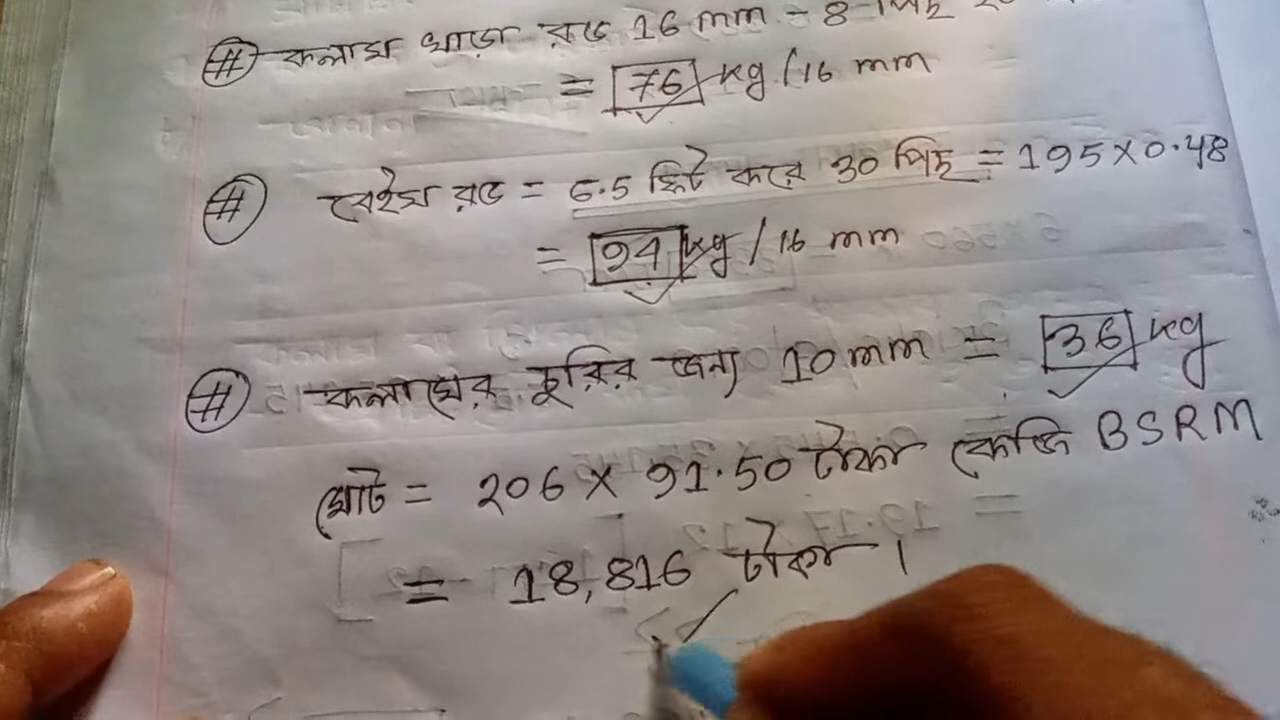 # কলাম খাড়া রড 16 mm - 8 পিছ
= 76 kg / 16 mm
# বেইস রড = 6.5 ফিট করে 30 পিছ = 195 × 0.48
= 94 kg / 16 mm
# কলামের চুরির জন্য 10 mm = 36 kg
মোট = 206 × 91.50 টাকা কেজি BSRM
= 18,816 টাকা ।